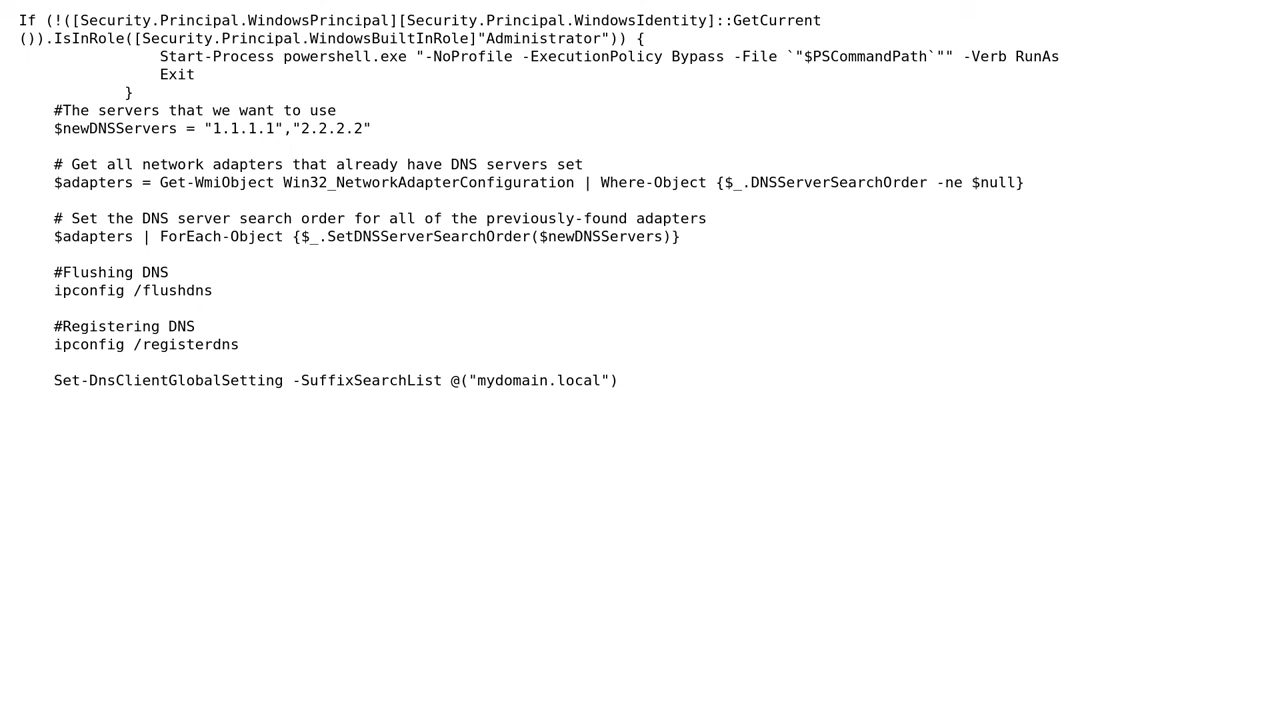 If (!([Security.Principal.WindowsPrincipal][Security.Principal.WindowsIdentity]::GetCurrent
()).IsInRole([Security.Principal.WindowsBuiltInRole]"Administrator")) {
Start-Process powershell.exe "-NoProfile -ExecutionPolicy Bypass -File `"$PSCommandPath`"" -Verb RunAs
Exit
}
#The servers that we want to use
$newDNSServers = "1.1.1.1","2.2.2.2"
# Get all network adapters that already have DNS servers set
$adapters = Get-WmiObject Win32_NetworkAdapterConfiguration | Where-Object {$_.DNSServerSearchOrder -ne $null}
# Set the DNS server search order for all of the previously-found adapters
$adapters | ForEach-Object {$_.SetDNSServerSearchOrder($newDNSServers)}
#Flushing DNS
ipconfig /flushdns
#Registering DNS
ipconfig /registerdns
Set-DnsClientGlobalSetting -SuffixSearchList @("mydomain.local")